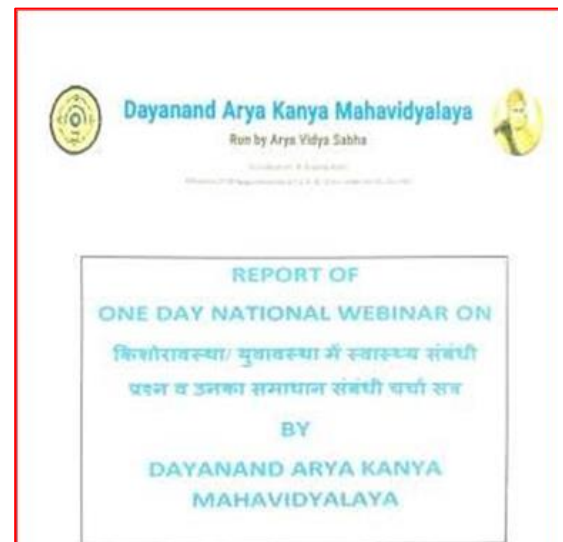 Dayanand Arya Kanya Mahavidyalaya
Run by Arya Vidya Sabha
REPORT OF
ONE DAY NATIONAL WEBINAR ON
किशोरावस्था/ युवावस्था में स्वास्थ्य संबंधी
प्रश्न व उनका समाधान संबंधी चर्चा सत्र
BY
DAYANAND ARYA KANYA
MAHAVIDYALAYA